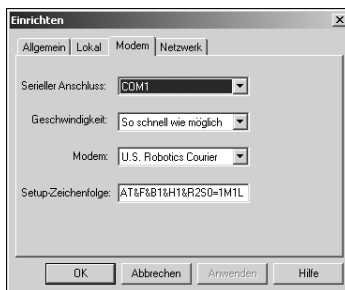 Einrichten
Allgemein Lokal Modem Netzwerk
Serieller Anschluss: COM1
Geschwindigkeit: So schnell wie möglich
Modem: U.S. Robotics Courier
Setup-Zeichenfolge: AT&F&B1&H1&R2S0=1M1L
OK Abbrechen Anwenden Hilfe